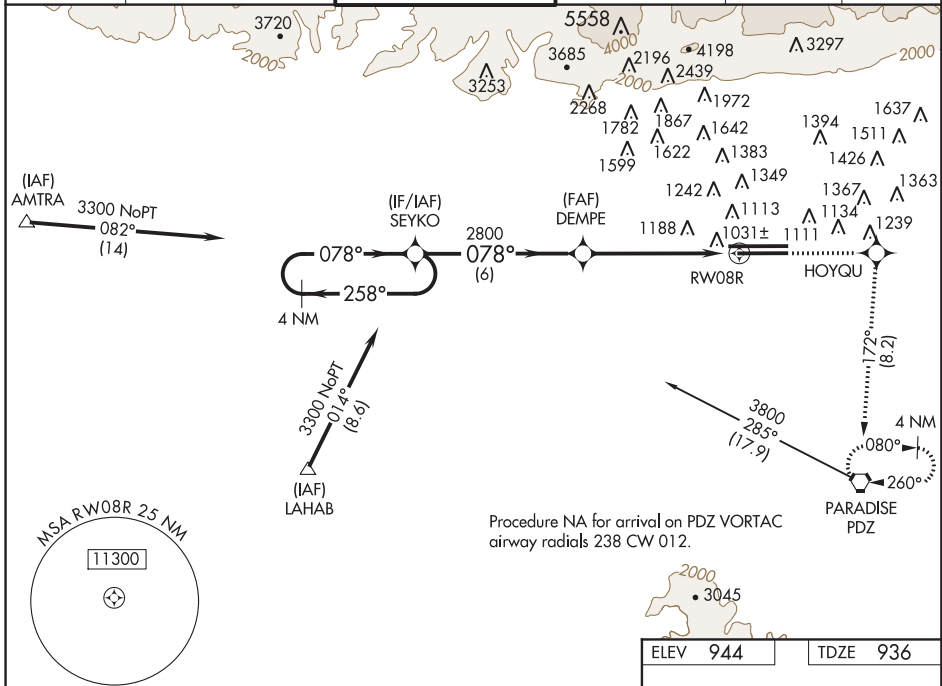 3720
2000
3253
5558
4000
3685
2196
4198
2000
2439
3297
2000
2268
1972
1782
1867
1642
1394
1637
1511
1599
1622
1383
1426
1242
1349
1367
1363
1188
1113
1031±
1111
1134
1239
(IAF)
AMTRA
3300 NoPT
082°
(14)
(IF/IAF)
SEYKO
(FAF)
DEMPE
078°
2800
078°
(6)
258°
4 NM
RW08R
HOYQU
3300 NoPT
014°
(8.6)
(IAF)
LAHAB
172°
(8.2)
3800
285°
(17.9)
4 NM
080°
260°
PARADISE
PDZ
Procedure NA for arrival on PDZ VORTAC
airway radials 238 CW 012.
MSA RW08R 25 NM
11300
2000
3045
ELEV 944
TDZE 936